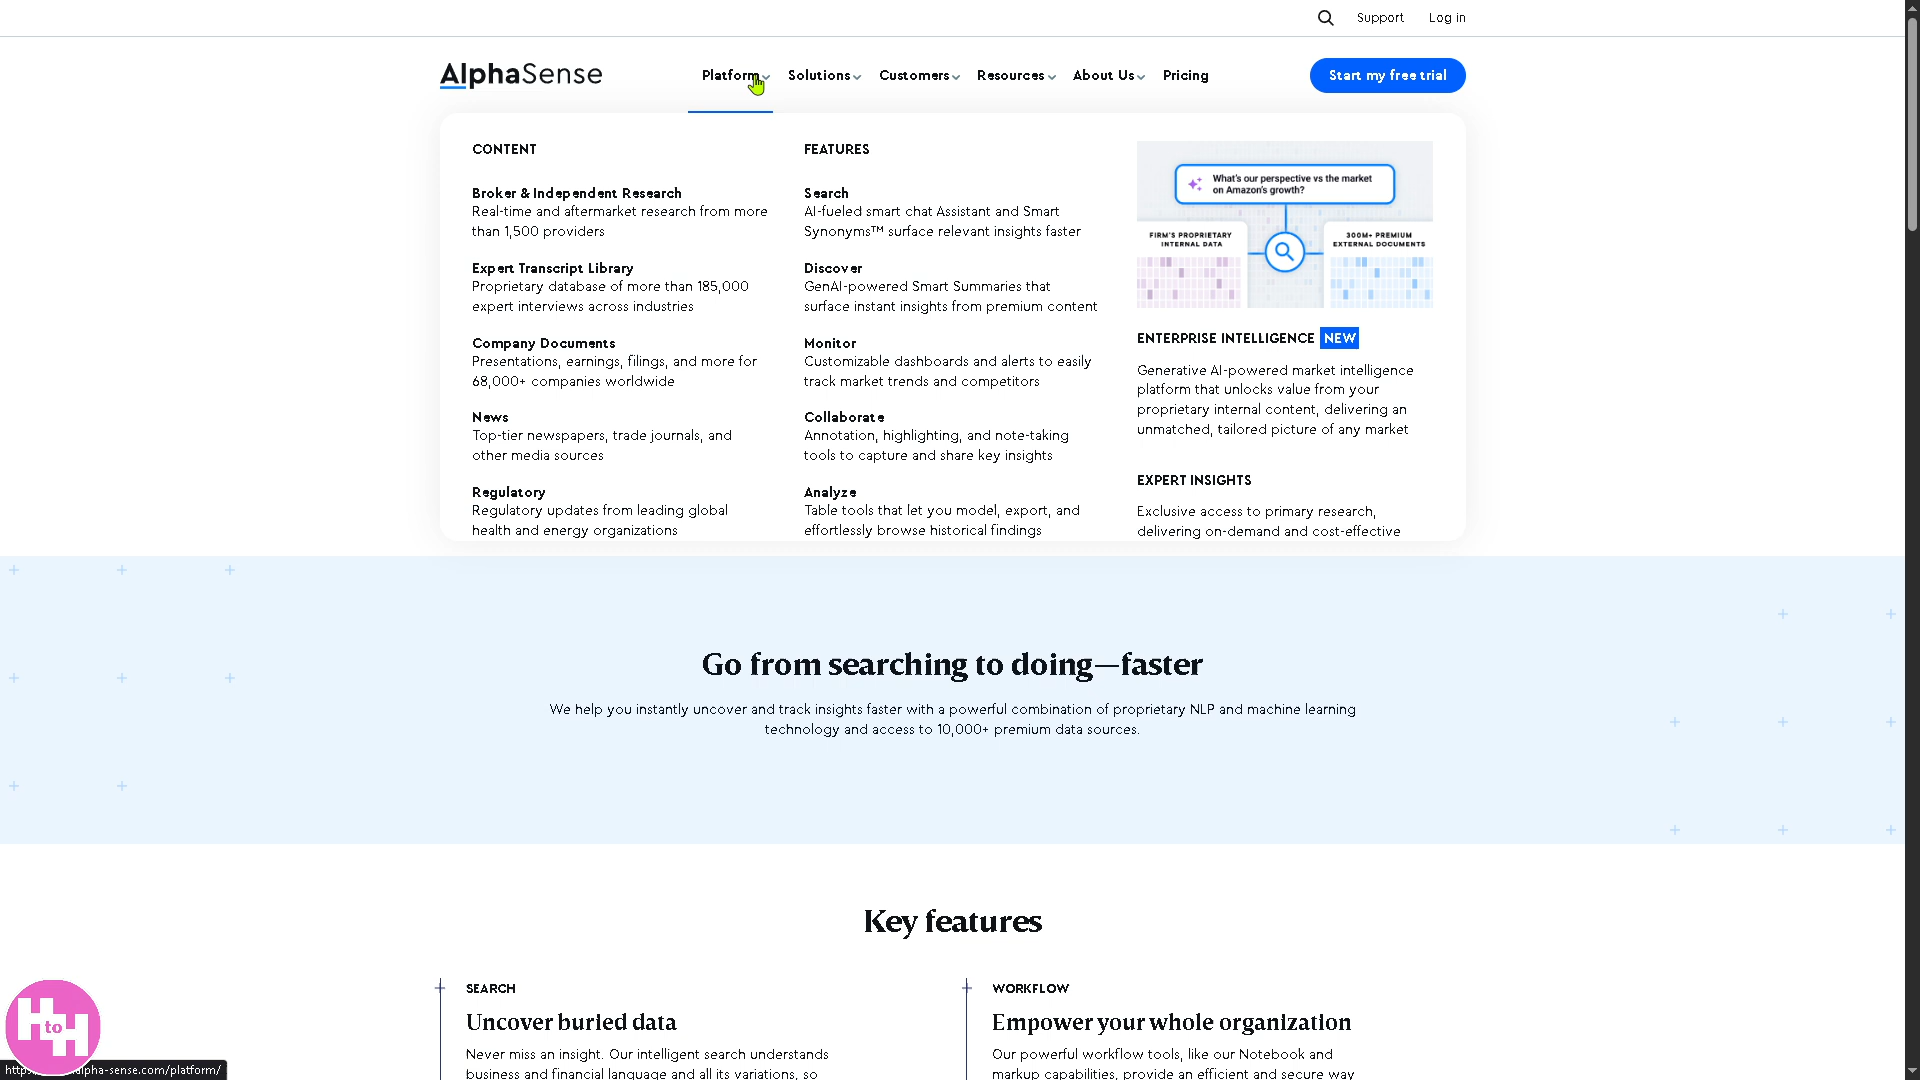 Support
Log in
AlphaSense
Platform
Solutions
Customers
Resources
About Us
Pricing
Start my free trial
CONTENT
Broker & Independent Research
Real-time and aftermarket research from more
than 1,500 providers
Expert Transcript Library
Proprietary database of more than 185,000
expert interviews across industries
Company Documents
Presentations, earnings, filings, and more for
68,000+ companies worldwide
News
Top-tier newspapers, trade journals, and
other media sources
Regulatory
Regulatory updates from leading global
health and energy organizations
FEATURES
Search
AI-fueled smart chat Assistant and Smart
Synonyms™ surface relevant insights faster
Discover
GenAI-powered Smart Summaries that
surface instant insights from premium content
Monitor
Customizable dashboards and alerts to easily
track market trends and competitors
Collaborate
Annotation, highlighting, and note-taking
tools to capture and share key insights
Analyze
Table tools that let you model, export, and
effortlessly browse historical findings
What's our perspective vs the market
on Amazon's growth?
FIRM'S PROPRIETARY
INTERNAL DATA
300M+ PREMIUM
EXTERNAL DOCUMENTS
ENTERPRISE INTELLIGENCE NEW
Generative AI-powered market intelligence
platform that unlocks value from your
proprietary internal content, delivering an
unmatched, tailored picture of any market
EXPERT INSIGHTS
Exclusive access to primary research,
delivering on-demand and cost-effective
Go from searching to doing—faster
We help you instantly uncover and track insights faster with a powerful combination of proprietary NLP and machine learning
technology and access to 10,000+ premium data sources.
Key features
SEARCH
Uncover buried data
Never miss an insight. Our intelligent search understands
business and financial language and all its variations, so
WORKFLOW
Empower your whole organization
Our powerful workflow tools, like our Notebook and
markup capabilities, provide an efficient and secure way
H to H
alpha-sense.com/platform/